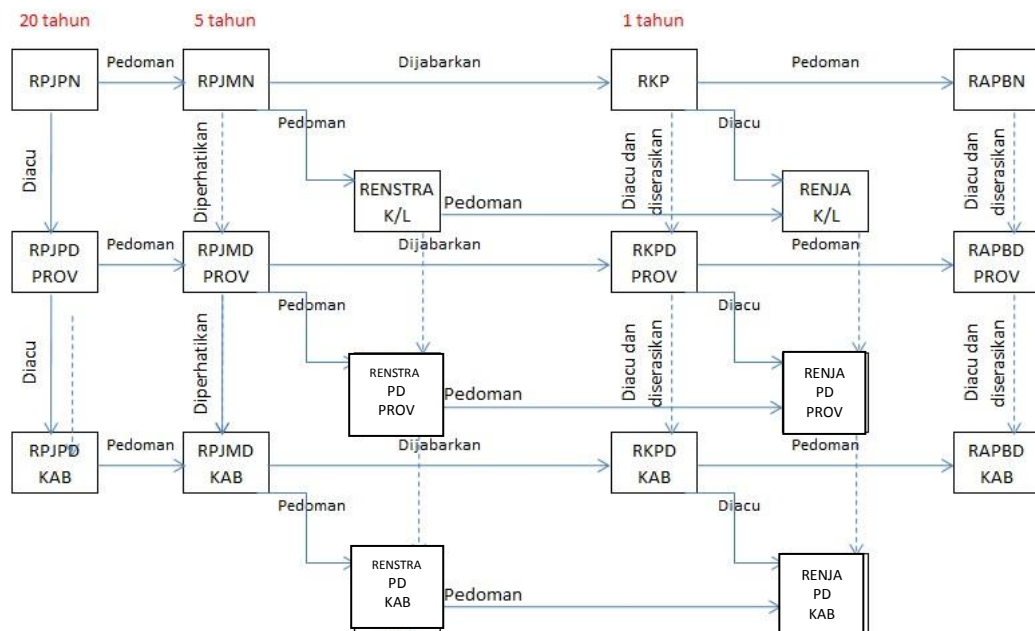 20 tahun
5 tahun
1 tahun
RPJPN
Pedoman
RPJMN
Dijabarkan
RKP
Pedoman
RAPBN
Diacu
Diperhatikan
Pedoman
Diacu dan
diserasikan
Diacu
Diacu dan
diserasikan
RENSTRA
K/L
Pedoman
RENJA
K/L
RPJPD
PROV
Pedoman
RPJMD
PROV
Dijabarkan
RKPD
PROV
Pedoman
RAPBD
PROV
Diacu
Diperhatikan
Pedoman
Diacu dan
diserasikan
Diacu
Diacu dan
diserasikan
RENSTRA
PD
PROV
Pedoman
RENJA
PD
PROV
RPJPD
KAB
Pedoman
RPJMD
KAB
Dijabarkan
RKPD
KAB
Pedoman
RAPBD
KAB
Pedoman
Diacu
RENSTRA
PD
KAB
Pedoman
RENJA
PD
KAB